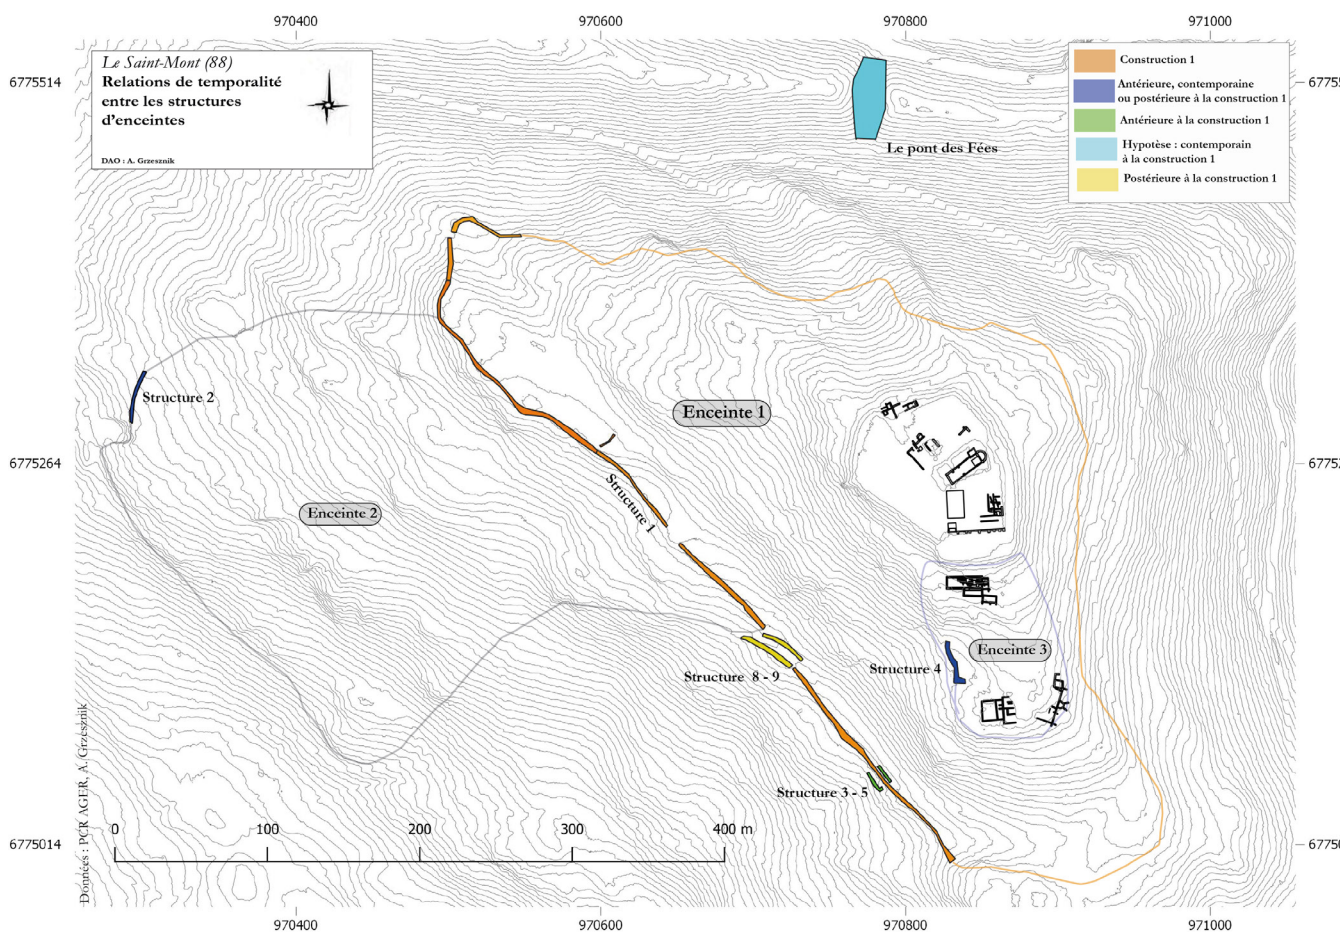 970400
970600
970800
971000
Le Saint-Mont (88)
Relations de temporalité
entre les structures
d'enceintes
DAO : A. Grzesznik
Construction 1
Antérieure, contemporaine
ou postérieure à la construction 1
Antérieure à la construction 1
Hypotèse : contemporain
à la construction 1
Postérieure à la construction 1
6775514
67755
Le pont des Fées
Structure 2
Enceinte 1
6775264
67752
Structure 1
Enceinte 2
Enceinte 3
Structure 4
Structure 8 - 9
Structure 3 - 5
0
100
200
300
400 m
6775014
67750
Données : PCR AGER, A. Grzesznik
970400
970600
970800
971000